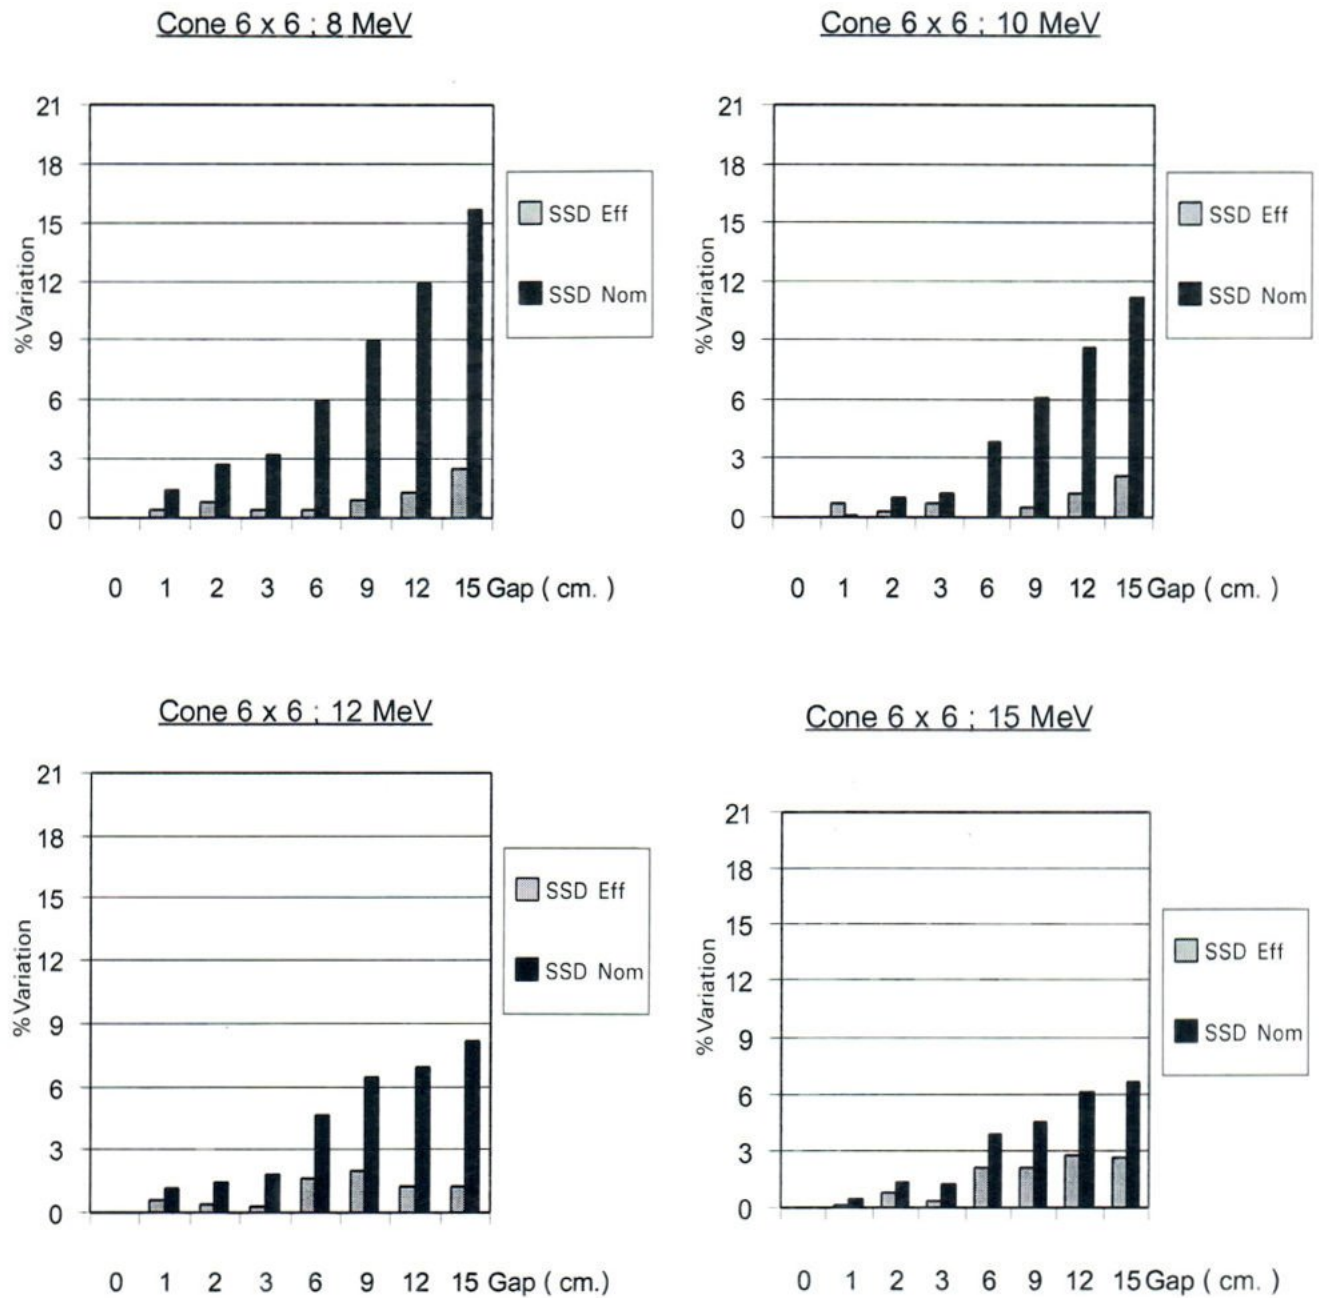 Cone 6 x 6 ; 8 MeV
21
18
15
12
9
6
3
0
% Variation
SSD Eff
SSD Nom
0 1 2 3 6 9 12 15 Gap ( cm. )
Cone 6 x 6 ; 10 MeV
21
18
15
12
9
6
3
0
% Variation
SSD Eff
SSD Nom
0 1 2 3 6 9 12 15 Gap ( cm. )
Cone 6 x 6 ; 12 MeV
21
18
15
12
9
6
3
0
% Variation
SSD Eff
SSD Nom
0 1 2 3 6 9 12 15 Gap ( cm.)
Cone 6 x 6 ; 15 MeV
21
18
15
12
9
6
3
0
% Variation
SSD Eff
SSD Nom
0 1 2 3 6 9 12 15 Gap ( cm. )